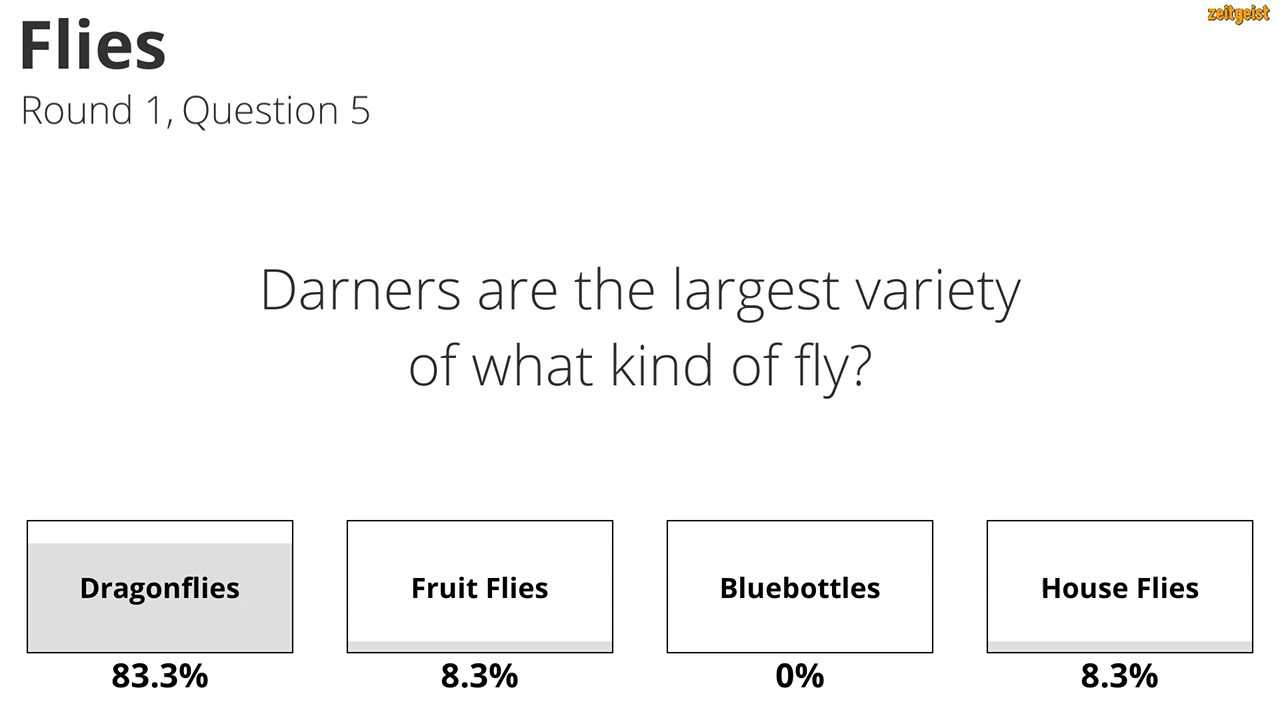 zeitgeist
Flies
Round 1, Question 5
Darners are the largest variety
of what kind of fly?
Dragonflies
Fruit Flies
Bluebottles
House Flies
83.3%
8.3%
0%
8.3%